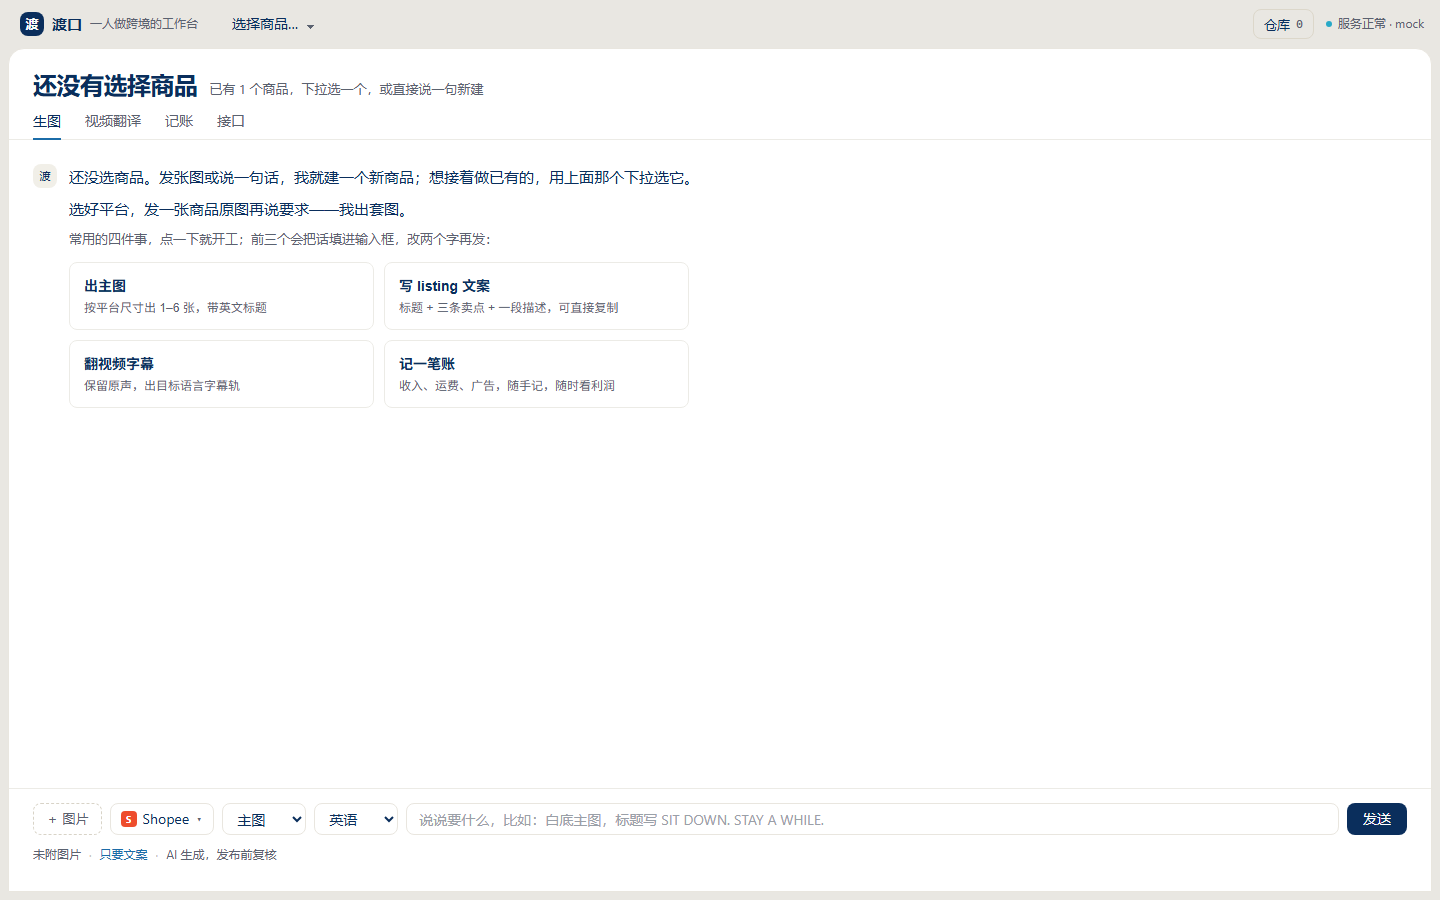 渡 渡口 一人做跨境的工作台 选择商品... 仓库 0 服务正常 · mock
还没有选择商品 已有 1 个商品，下拉选一个，或直接说一句新建
生图 视频翻译 记账 接口
渡 还没选商品。发张图或说一句话，我就建一个新商品；想接着做已有的，用上面那个下拉选它。
选好平台，发一张商品原图再说要求——我出套图。
常用的四件事，点一下就开工；前三个会把话填进输入框，改两个字再发：
出主图 写 listing 文案
按平台尺寸出 1–6 张，带英文标题 标题 + 三条卖点 + 一段描述，可直接复制
翻视频字幕 记一笔账
保留原声，出目标语言字幕轨 收入、运费、广告，随手记，随时看利润
+ 图片 S Shopee 主图 英语 说说要什么，比如：白底主图，标题写 SIT DOWN. STAY A WHILE. 发送
未附图片 · 只要文案 · AI 生成，发布前复核